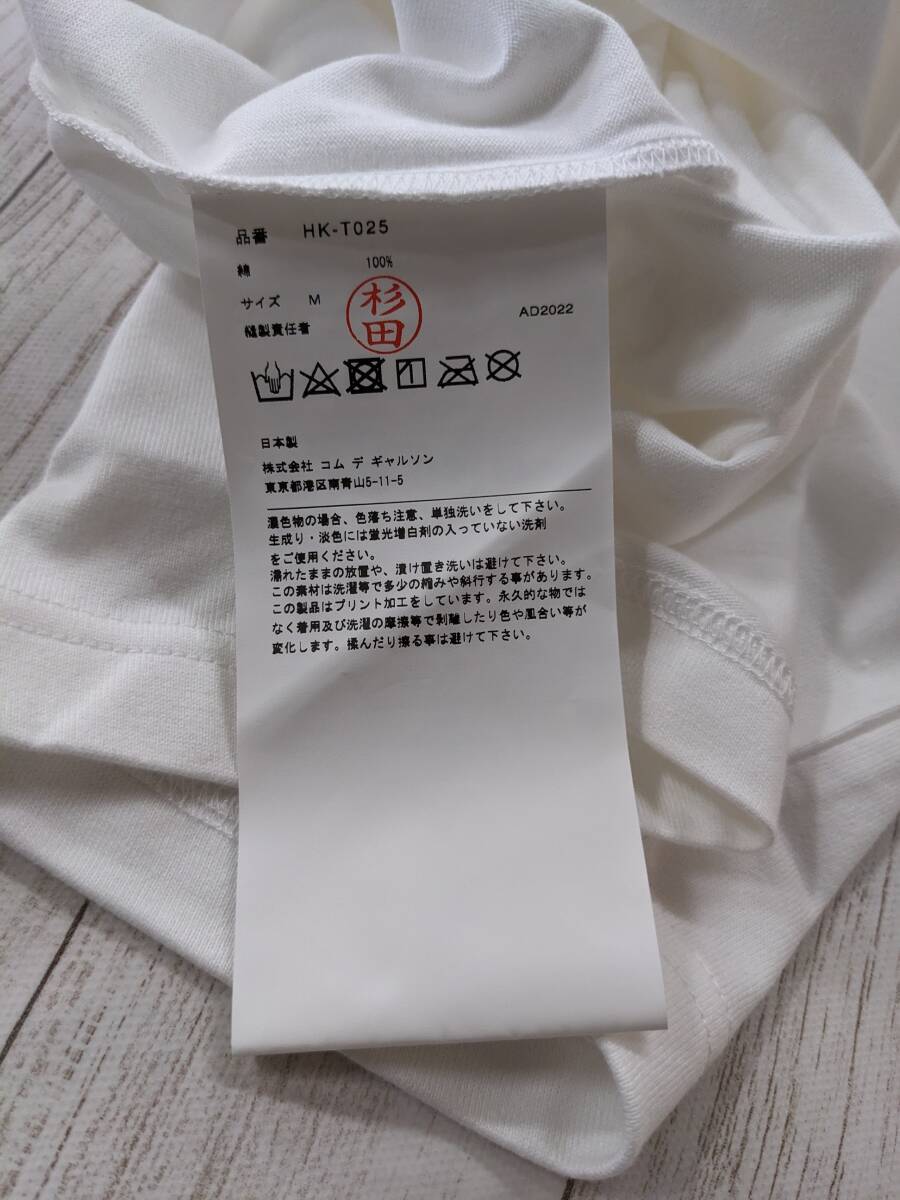 品番 HK-T025
綿 100%
サイズ M
杉田
AD2022
縫製責任者
日本製
株式会社 コム デ ギャルソン
東京都港区南青山5-11-5
濃色物の場合、色落ち注意、単独洗いをして下さい。
生成り・淡色には蛍光増白剤の入っていない洗剤
をご使用ください。
濡れたままの放置や、漬け置き洗いは避けて下さい。
この素材は洗濯等で多少の縮みや斜行する事があります。
この製品はプリント加工をしています。永久的な物では
なく着用及び洗濯の摩擦等で剥離したり色や風合い等が
変化します。揉んだり擦る事は避けて下さい。